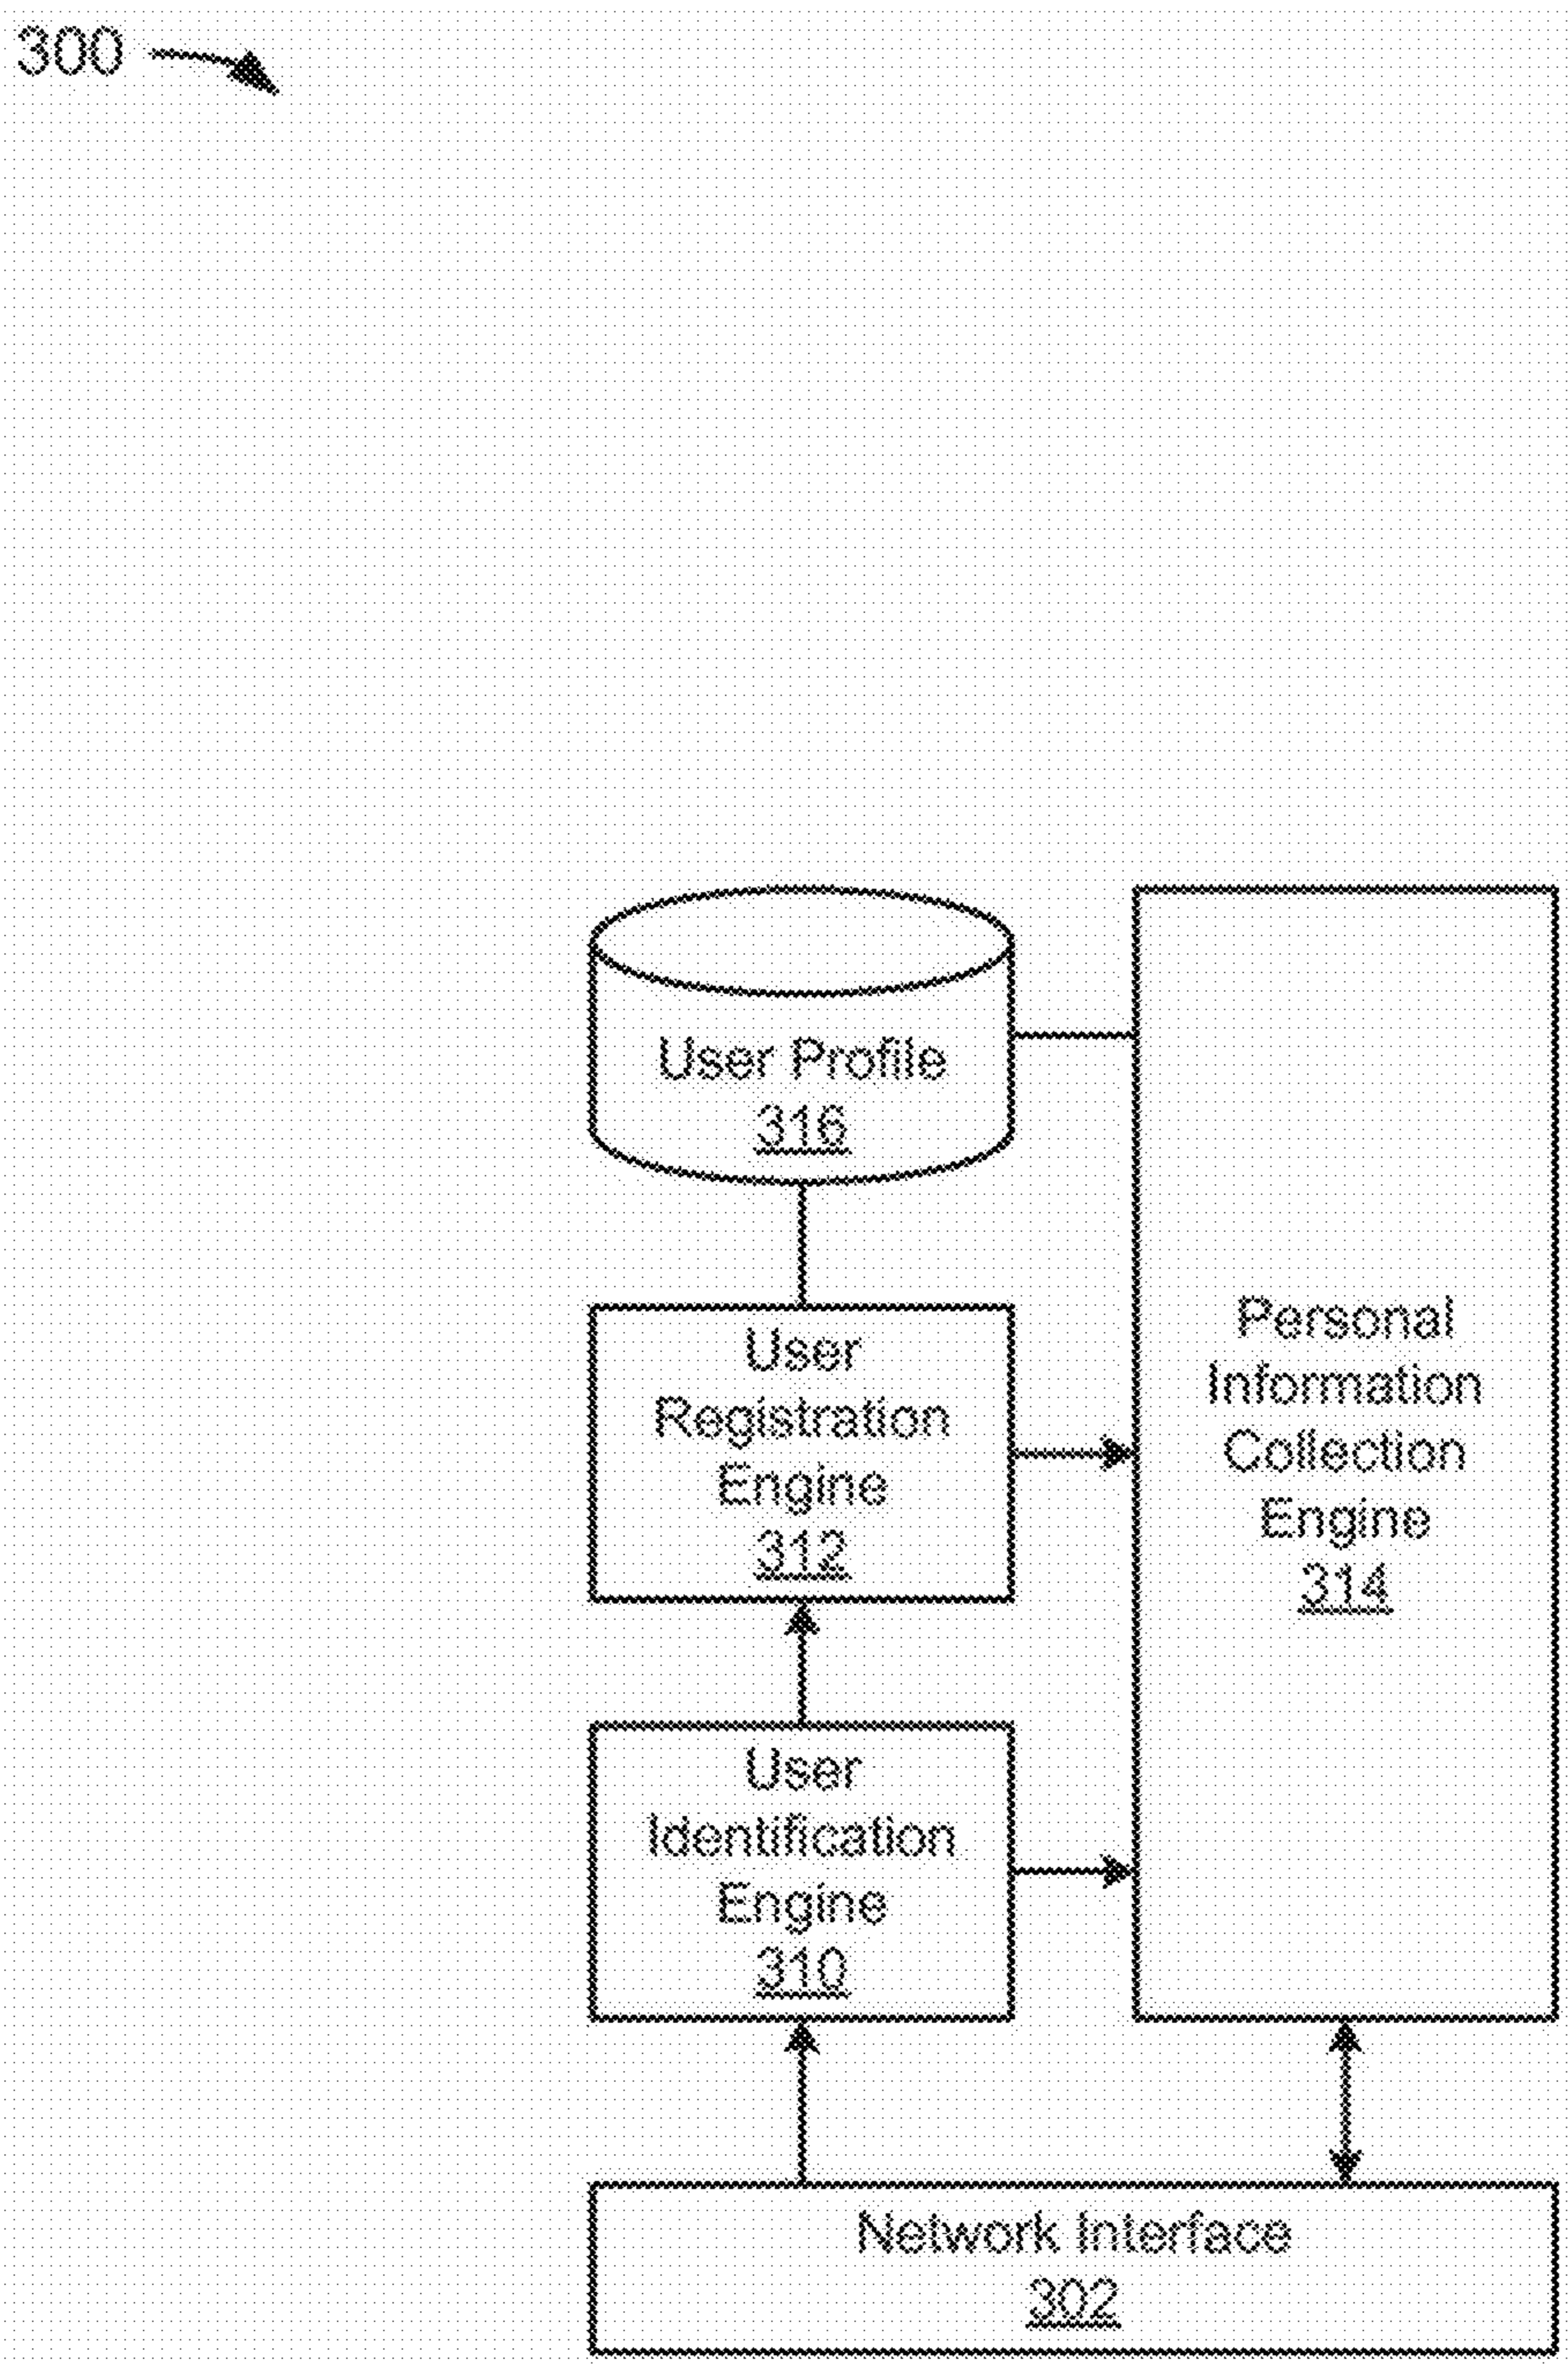 300
User Profile
316
User
Registration
Engine
312
Personal
Information
Collection
Engine
314
User
Identification
Engine
310
Network Interface
302